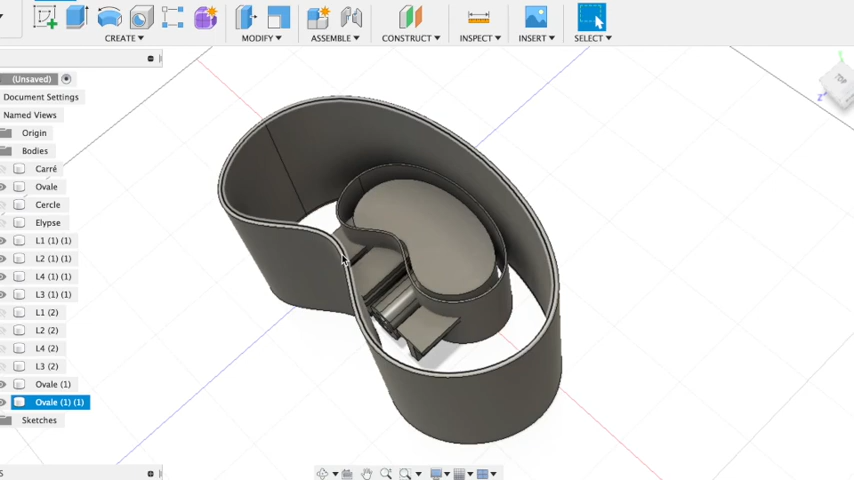 CREATE MODIFY ASSEMBLE CONSTRUCT INSPECT INSERT SELECT
(Unsaved)
Document Settings
Named Views
Origin
Bodies
Carré
Ovale
Cercle
Elypse
L1 (1) (1)
L2 (1) (1)
L4 (1) (1)
L3 (1) (1)
L1 (2)
L2 (2)
L4 (2)
L3 (2)
Ovale (1)
Ovale (1) (1)
Sketches
TOP
Z